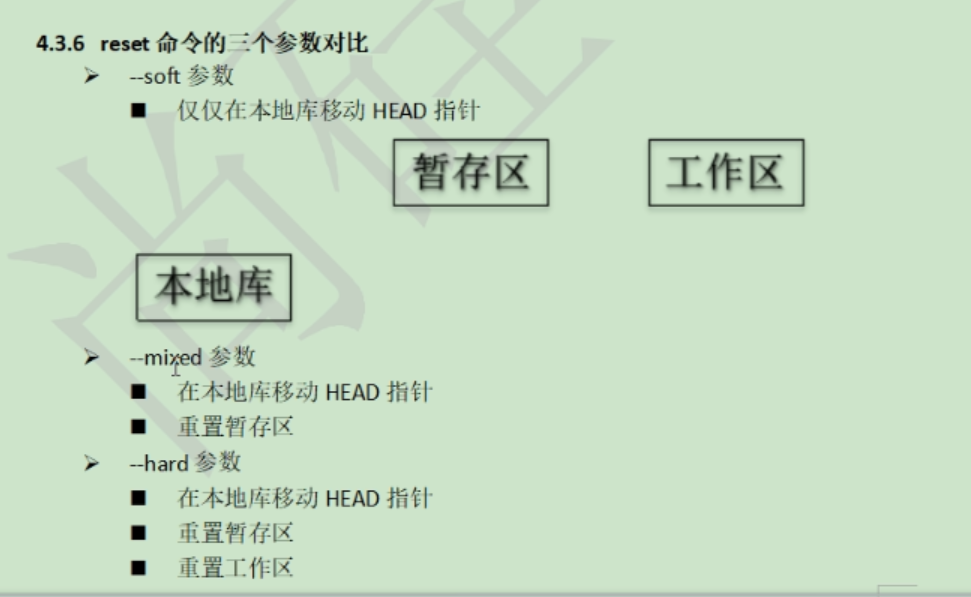 4.3.6 reset 命令的三个参数对比
➢ --soft 参数
■ 仅仅在本地库移动 HEAD 指针
暂存区 工作区
本地库
➢ --mixed 参数
■ 在本地库移动 HEAD 指针
■ 重置暂存区
➢ --hard 参数
■ 在本地库移动 HEAD 指针
■ 重置暂存区
■ 重置工作区